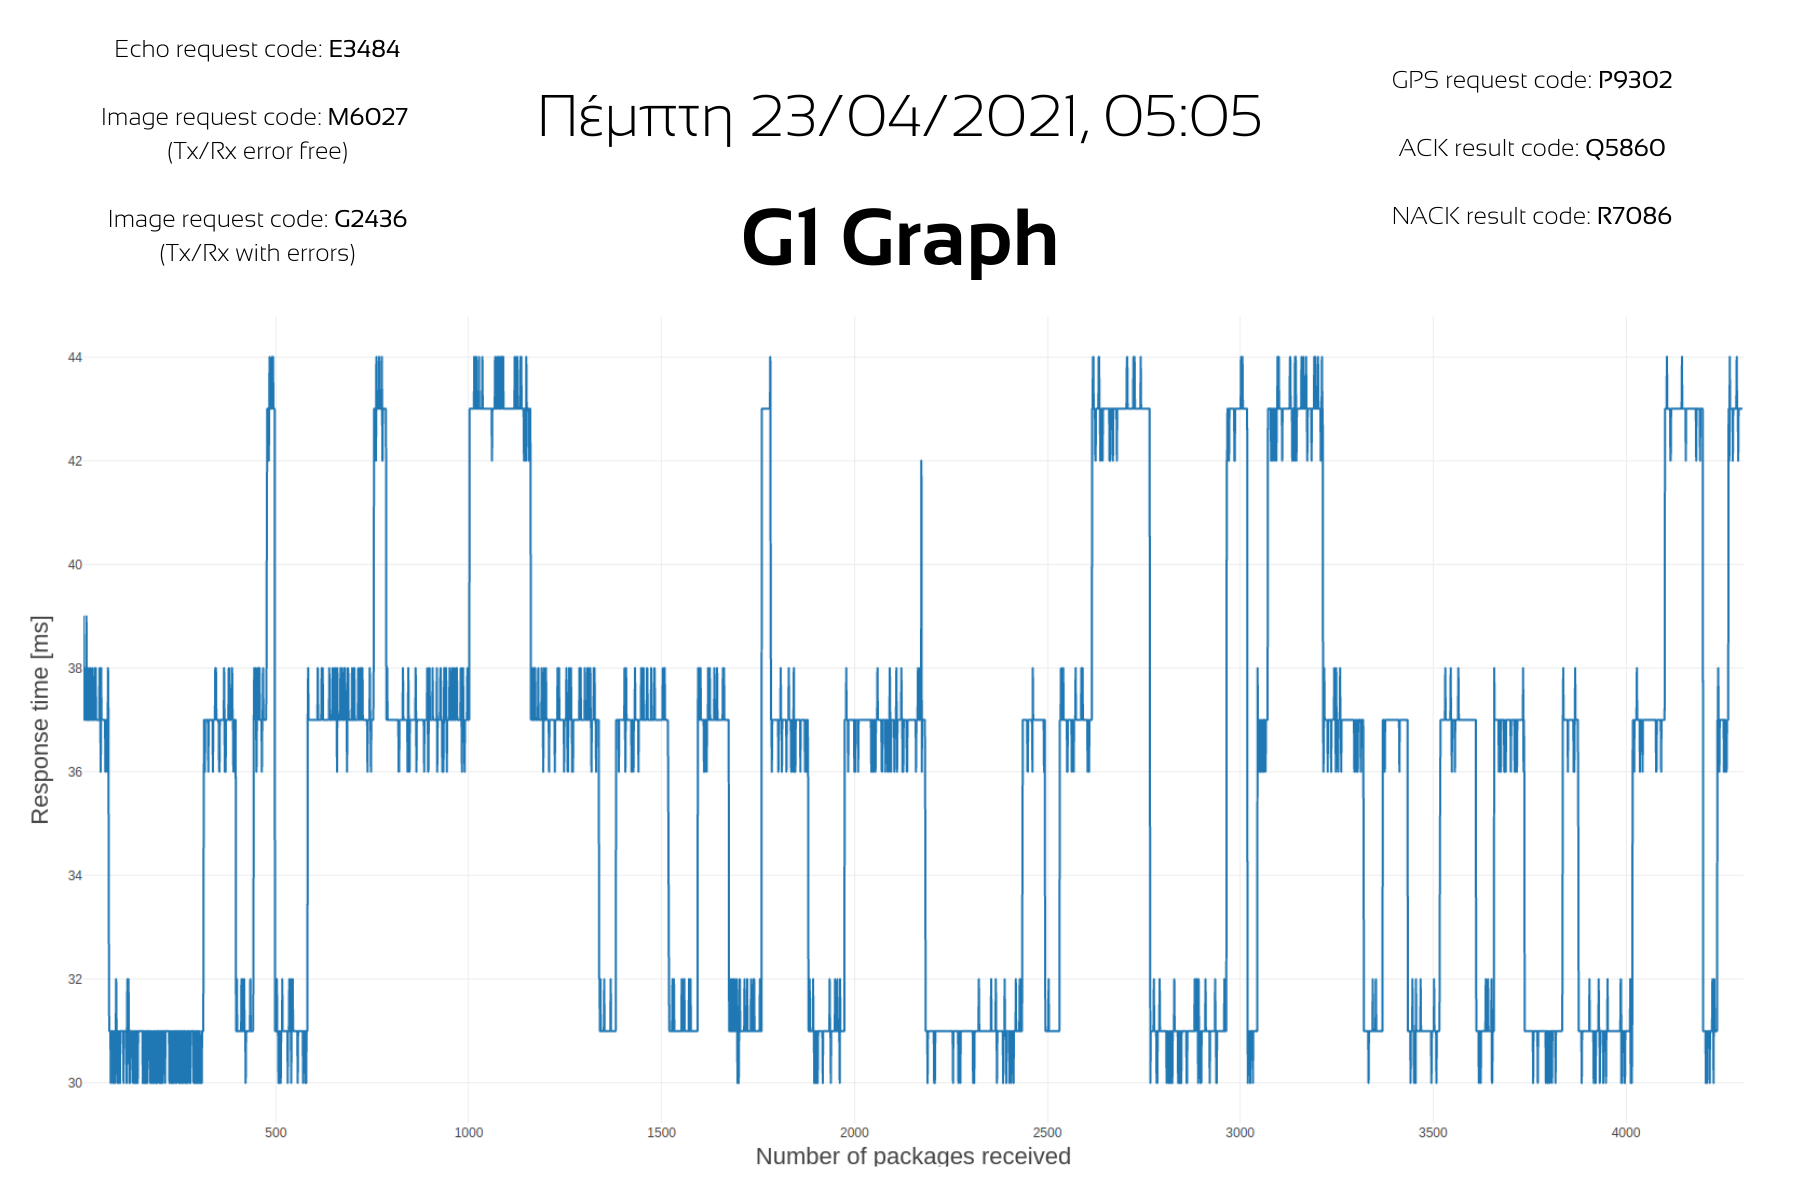 Echo request code: E3484
Image request code: M6027
(Tx/Rx error free)
Image request code: G2436
(Tx/Rx with errors)
Πέμπτη 23/04/2021, 05:05
G1 Graph
GPS request code: P9302
ACK result code: Q5860
NACK result code: R7086
Response time [ms]
44
42
40
38
36
34
32
30
500 1000 1500 2000 2500 3000 3500 4000
Number of packages received